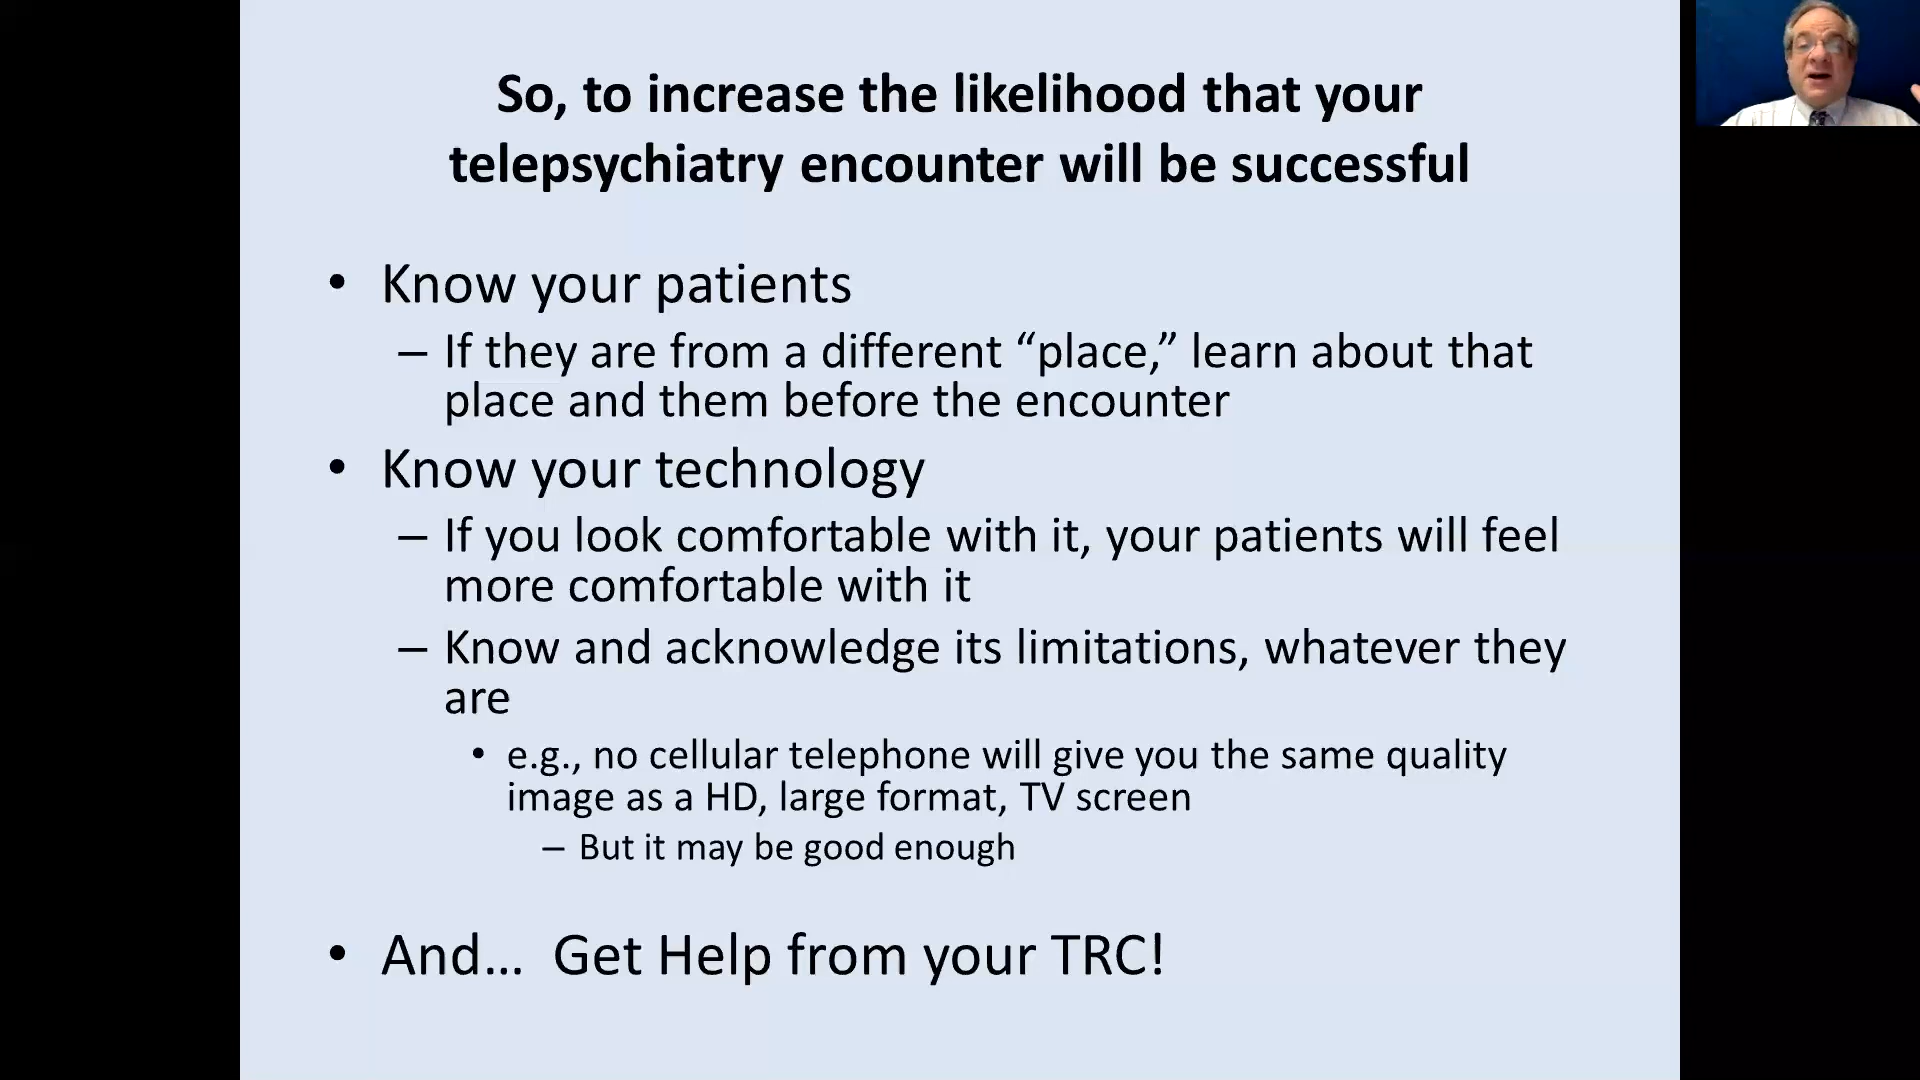 So, to increase the likelihood that your
telepsychiatry encounter will be successful
• Know your patients
– If they are from a different “place,” learn about that
place and them before the encounter
• Know your technology
– If you look comfortable with it, your patients will feel
more comfortable with it
– Know and acknowledge its limitations, whatever they
are
• e.g., no cellular telephone will give you the same quality
image as a HD, large format, TV screen
– But it may be good enough
• And… Get Help from your TRC!